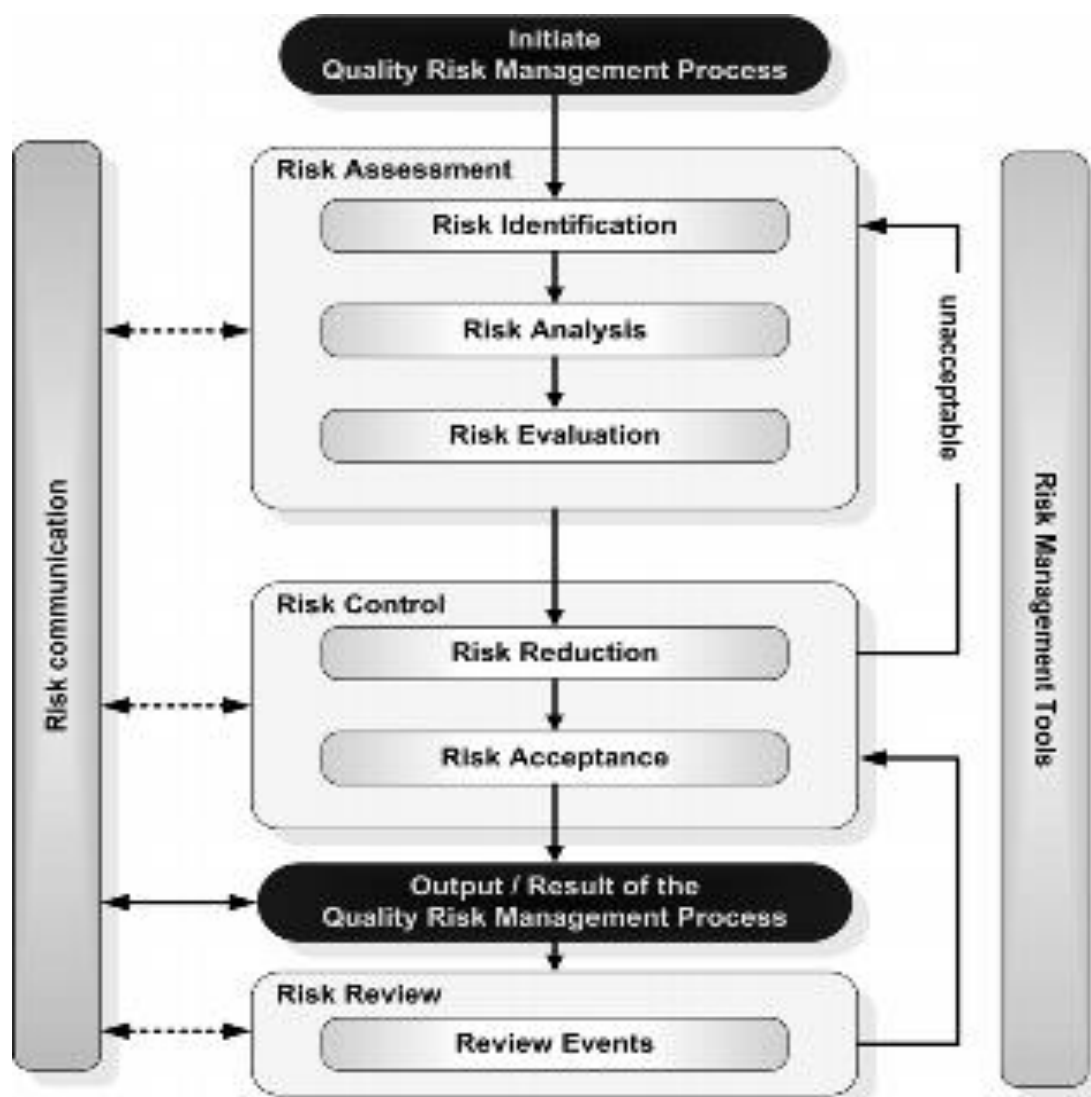 Initiate
Quality Risk Management Process
Risk Assessment
Risk Identification
Risk Analysis
Risk Evaluation
unacceptable
Risk communication
Risk Management Tools
Risk Control
Risk Reduction
Risk Acceptance
Output / Result of the
Quality Risk Management Process
Risk Review
Review Events